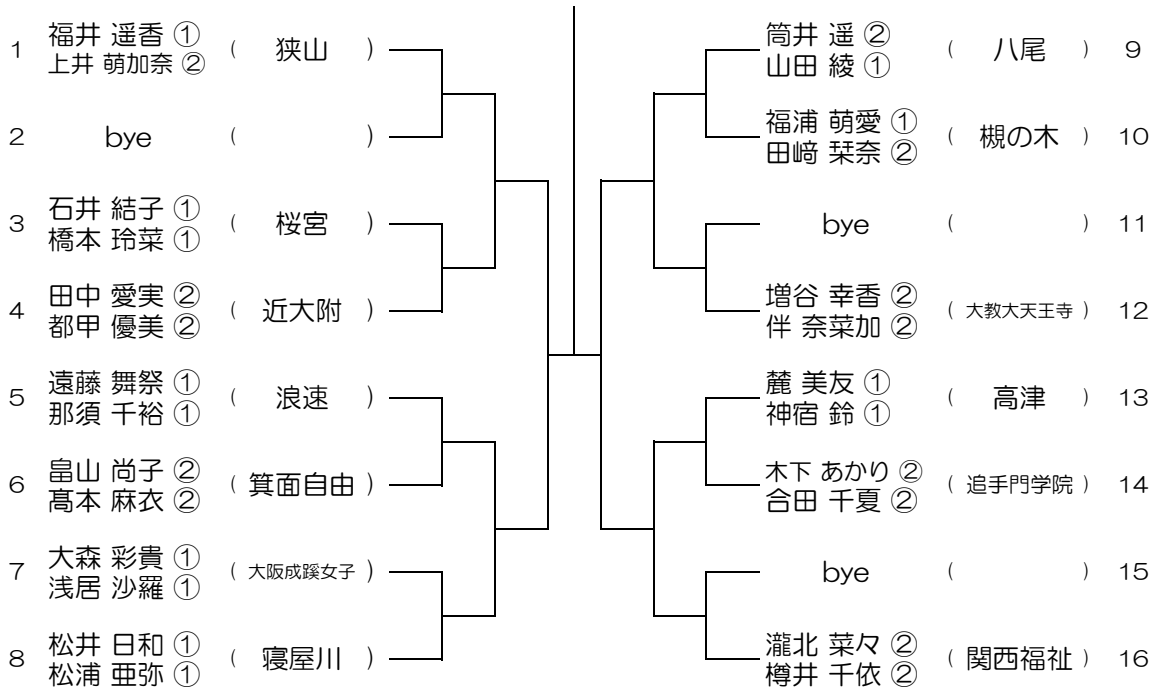 1 福井 遥香 ① ( 狭山 )
上井 萌加奈 ②
2 bye ( )
3 石井 結子 ① ( 桜宮 )
橋本 玲菜 ①
4 田中 愛実 ② ( 近大附 )
都甲 優美 ②
5 遠藤 舞祭 ① ( 浪速 )
那須 千裕 ①
6 畠山 尚子 ② ( 箕面自由 )
髙本 麻衣 ②
7 大森 彩貴 ① ( 大阪成蹊女子 )
浅居 沙羅 ①
8 松井 日和 ① ( 寝屋川 )
松浦 亜弥 ①
筒井 遥 ② ( 八尾 ) 9
山田 綾 ①
福浦 萌愛 ① ( 槻の木 ) 10
田﨑 栞奈 ②
bye ( ) 11
増谷 幸香 ② ( 大教大天王寺 ) 12
伴 奈菜加 ②
麓 美友 ① ( 高津 ) 13
神宿 鈴 ①
木下 あかり ② ( 追手門学院 ) 14
合田 千夏 ②
bye ( ) 15
瀧北 菜々 ② ( 関西福祉 ) 16
樽井 千依 ②